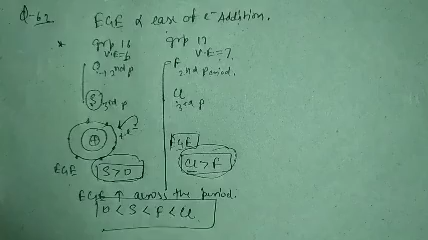 Q-62 EGE α ease of e⁻ Addition.
* grp 16 grp 17
V.E=6 V.E=7.
O → 2nd p F
2nd Period.
S 3rd p Cl
3rd p
+e⁻
EGE
EGE S>O Cl > F
EGE ↑ across the period.
O < S < F < Cl